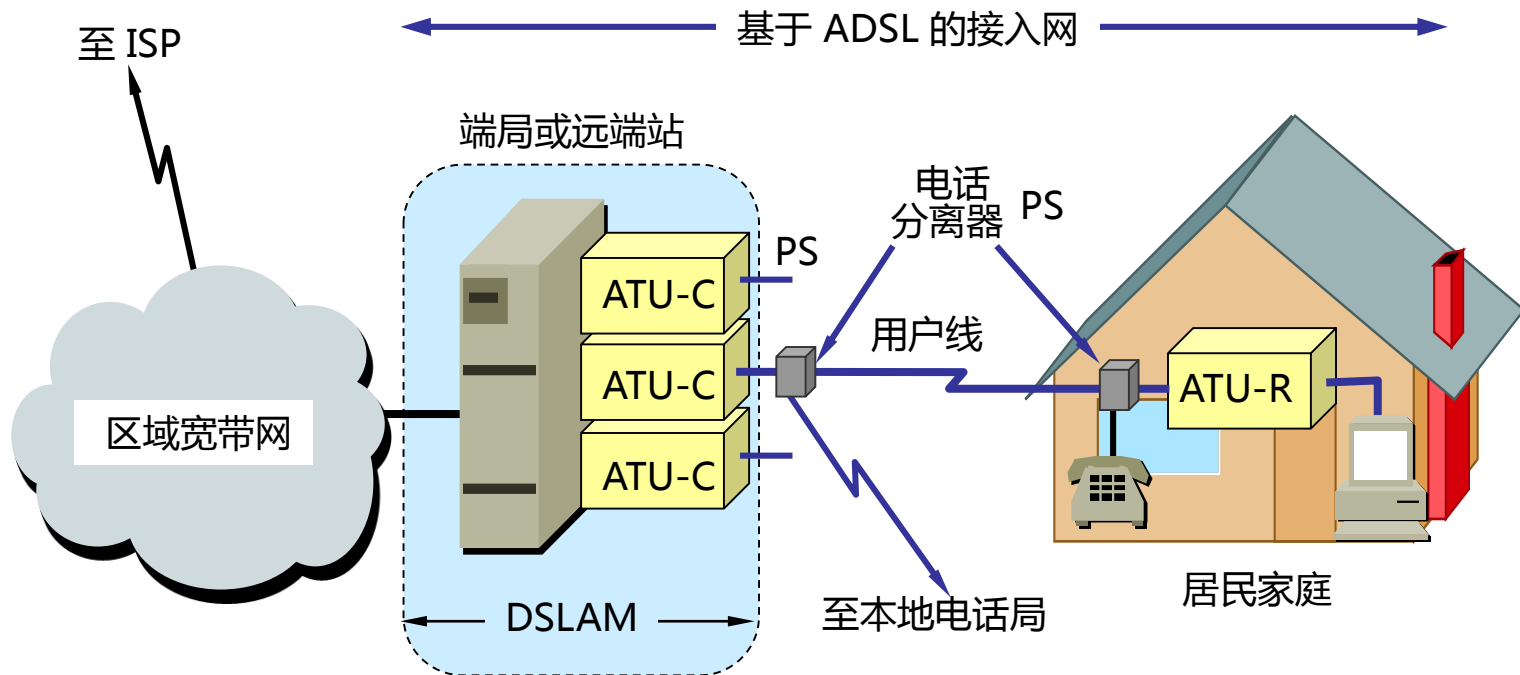 基于 ADSL 的接入网
至 ISP
端局或远端站
电话
分离器
PS
PS
ATU-C
用户线
ATU-C
ATU-R
区域宽带网
ATU-C
居民家庭
DSLAM
至本地电话局